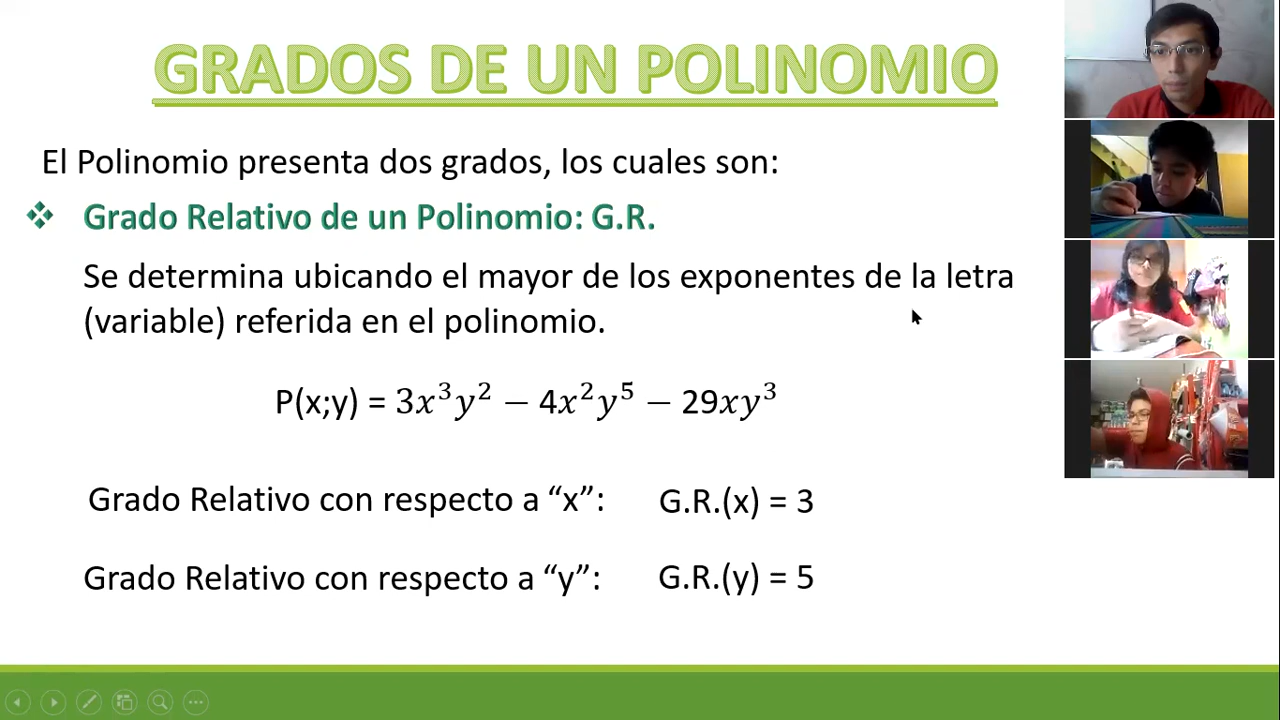 GRADOS DE UN POLINOMIO
El Polinomio presenta dos grados, los cuales son:
❖ Grado Relativo de un Polinomio: G.R.
Se determina ubicando el mayor de los exponentes de la letra
(variable) referida en el polinomio.
P(x;y) = 3x³y² − 4x²y⁵ − 29xy³
Grado Relativo con respecto a “x”: G.R.(x) = 3
Grado Relativo con respecto a “y”: G.R.(y) = 5